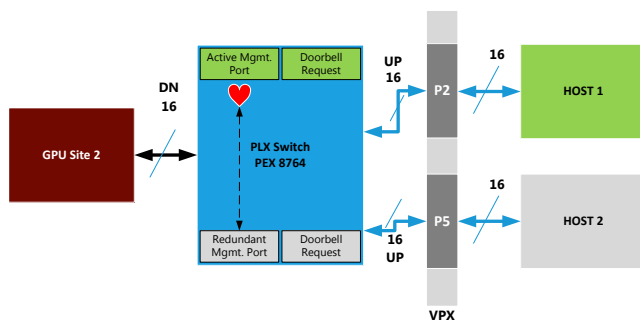 Active Mgmt.
Port
Doorbell
Request
UP
16
16
DN
16
P2
HOST 1
GPU Site 2
PLX Switch
PEX 8764
16
P5
HOST 2
Redundant
Mgmt. Port
Doorbell
Request
16
UP
VPX